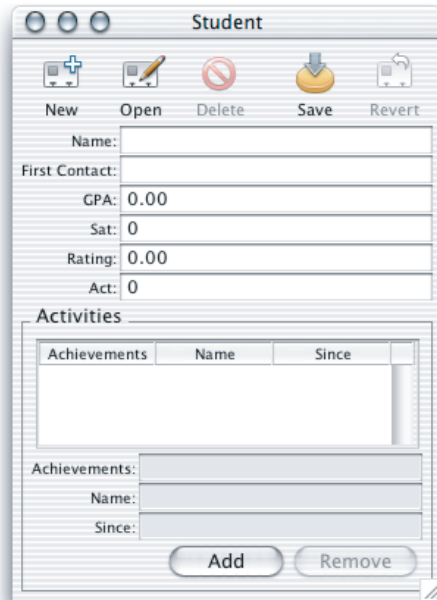 Student
New Open Delete Save Revert
Name:
First Contact:
GPA: 0.00
Sat: 0
Rating: 0.00
Act: 0
Activities
Achievements Name Since
Achievements:
Name:
Since:
Add Remove